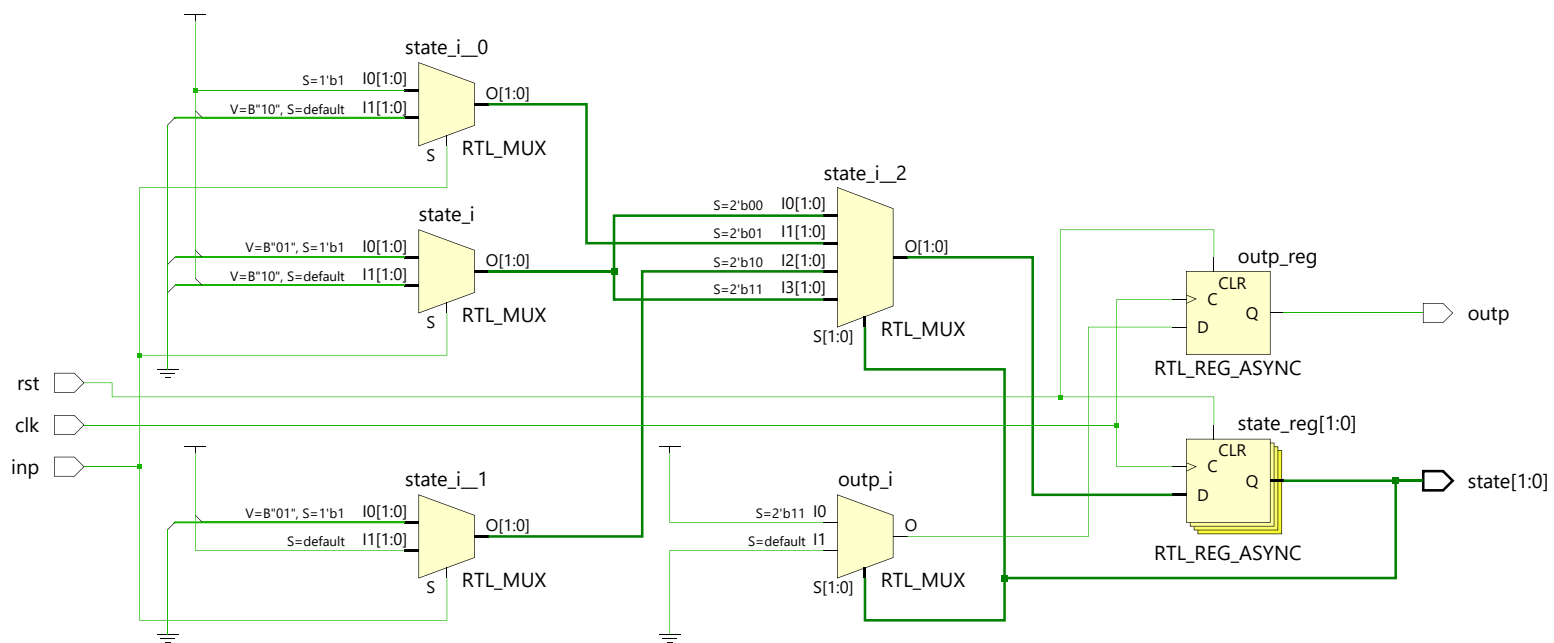 state_i__0
S=1'b1 I0[1:0]
V=B"10", S=default I1[1:0]
O[1:0]
S
RTL_MUX
state_i
V=B"01", S=1'b1 I0[1:0]
V=B"10", S=default I1[1:0]
O[1:0]
S
RTL_MUX
state_i__2
S=2'b00 I0[1:0]
S=2'b01 I1[1:0]
S=2'b10 I2[1:0]
S=2'b11 I3[1:0]
O[1:0]
S[1:0]
RTL_MUX
outp_reg
CLR
C
D
Q
RTL_REG_ASYNC
outp
rst
clk
inp
state_i__1
V=B"01", S=1'b1 I0[1:0]
S=default I1[1:0]
O[1:0]
S
RTL_MUX
outp_i
S=2'b11 I0
S=default I1
O
S[1:0]
RTL_MUX
state_reg[1:0]
CLR
C
D
Q
RTL_REG_ASYNC
state[1:0]